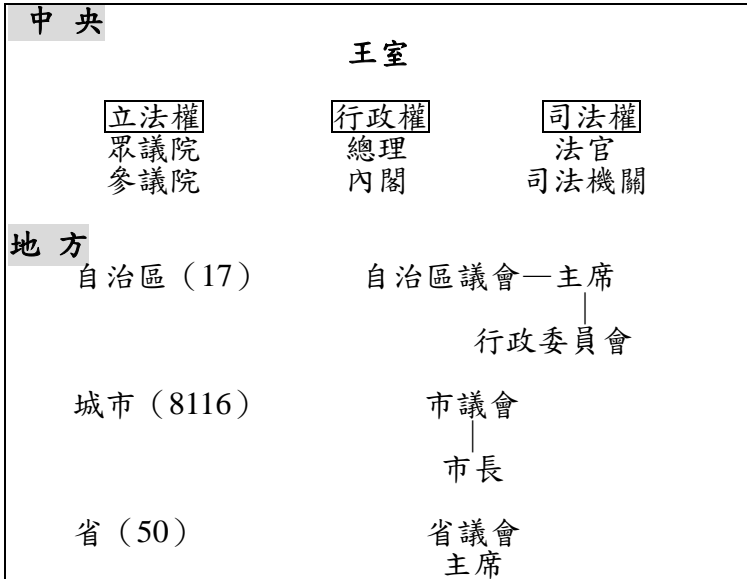 中 央
王室
立法權 行政權 司法權
眾議院 總理 法官
參議院 內閣 司法機關
地 方
自治區（17） 自治區議會—主席
行政委員會
城市（8116） 市議會
市長
省（50） 省議會
主席